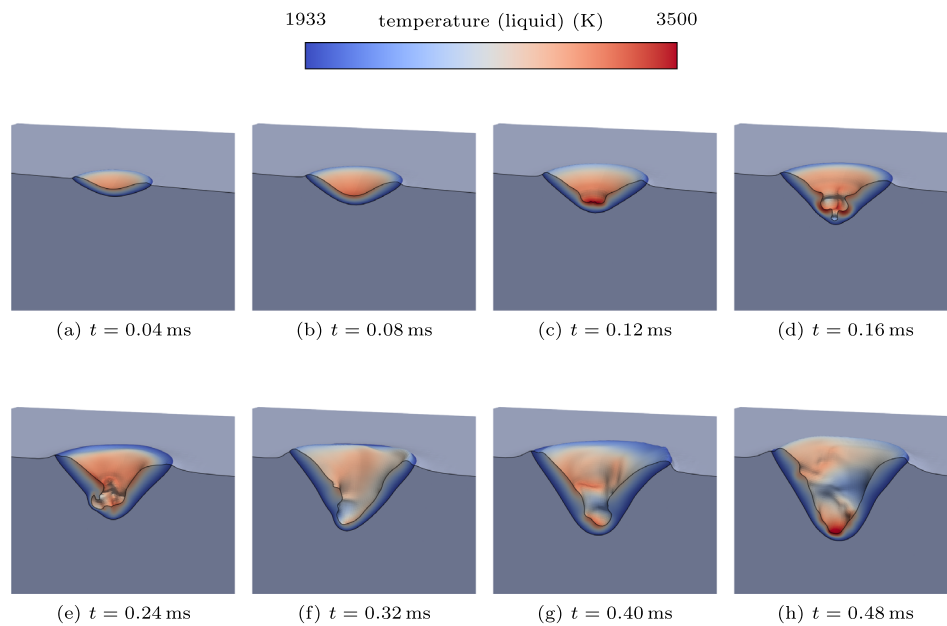 1933 temperature (liquid) (K) 3500
(a) t = 0.04 ms (b) t = 0.08 ms (c) t = 0.12 ms (d) t = 0.16 ms
(e) t = 0.24 ms (f) t = 0.32 ms (g) t = 0.40 ms (h) t = 0.48 ms